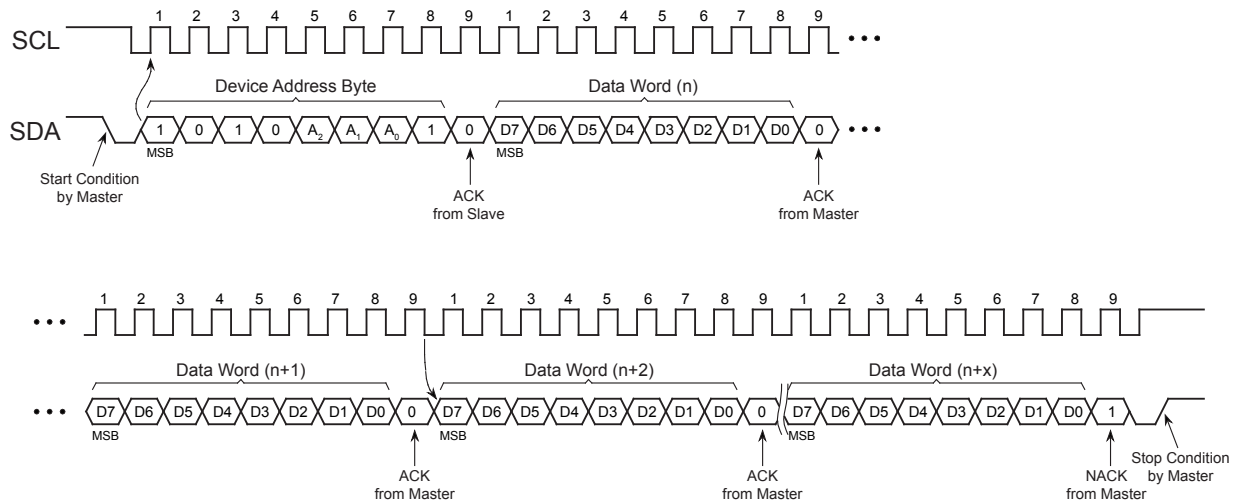 1 2 3 4 5 6 7 8 9 1 2 3 4 5 6 7 8 9
SCL
Device Address Byte Data Word (n)
SDA 1 0 1 0 A2 A1 A0 1 0 D7 D6 D5 D4 D3 D2 D1 D0 0
MSB MSB
Start Condition
by Master
ACK
from Slave
ACK
from Master
1 2 3 4 5 6 7 8 9 1 2 3 4 5 6 7 8 9 1 2 3 4 5 6 7 8 9
Data Word (n+1) Data Word (n+2) Data Word (n+x)
D7 D6 D5 D4 D3 D2 D1 D0 0 D7 D6 D5 D4 D3 D2 D1 D0 0 D7 D6 D5 D4 D3 D2 D1 D0 1
MSB MSB MSB
ACK
from Master
ACK
from Master
NACK
from Master
Stop Condition
by Master